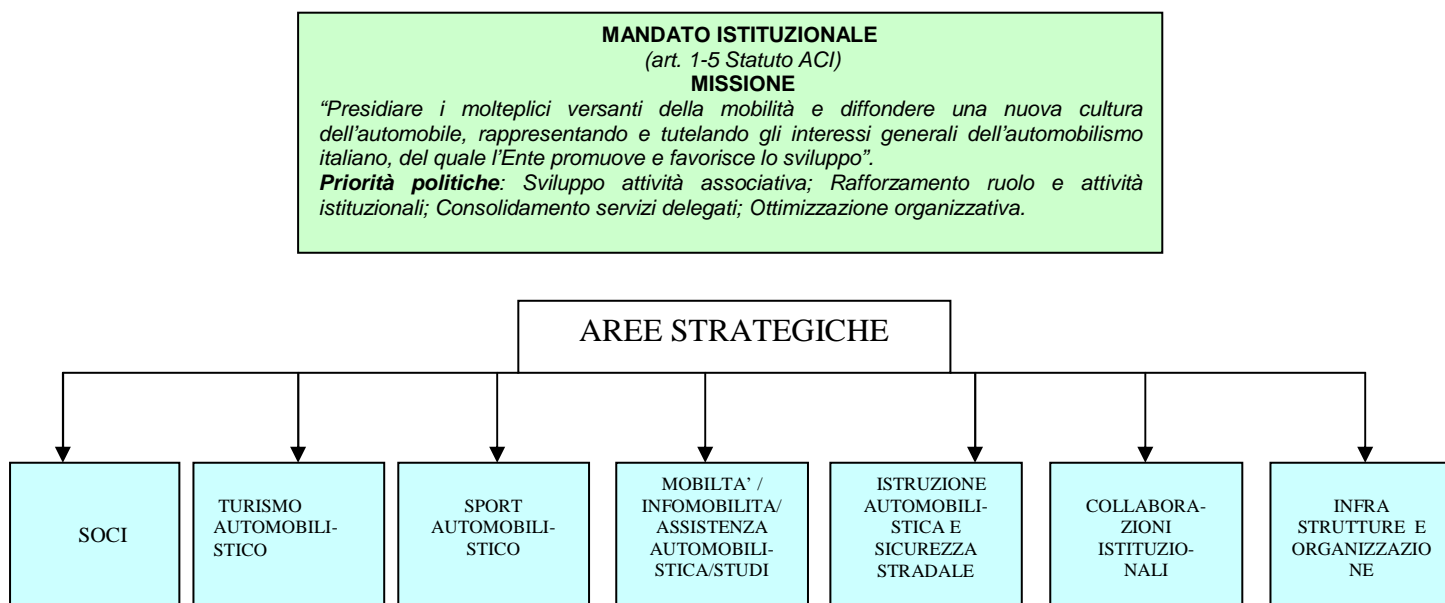 MANDATO ISTITUZIONALE
(art. 1-5 Statuto ACI)
MISSIONE
“Presidiare i molteplici versanti della mobilità e diffondere una nuova cultura
dell’automobile, rappresentando e tutelando gli interessi generali dell’automobilismo
italiano, del quale l’Ente promuove e favorisce lo sviluppo”.
Priorità politiche: Sviluppo attività associativa; Rafforzamento ruolo e attività
istituzionali; Consolidamento servizi delegati; Ottimizzazione organizzativa.
AREE STRATEGICHE
SOCI
TURISMO
AUTOMOBILI-
STICO
SPORT
AUTOMOBILI-
STICO
MOBILTA’ /
INFOMOBILITA/
ASSISTENZA
AUTOMOBILI-
STICA/STUDI
ISTRUZIONE
AUTOMOBILI-
STICA E
SICUREZZA
STRADALE
COLLABORA-
ZIONI
ISTITUZIO-
NALI
INFRA
STRUTTURE E
ORGANIZZAZIO
NE